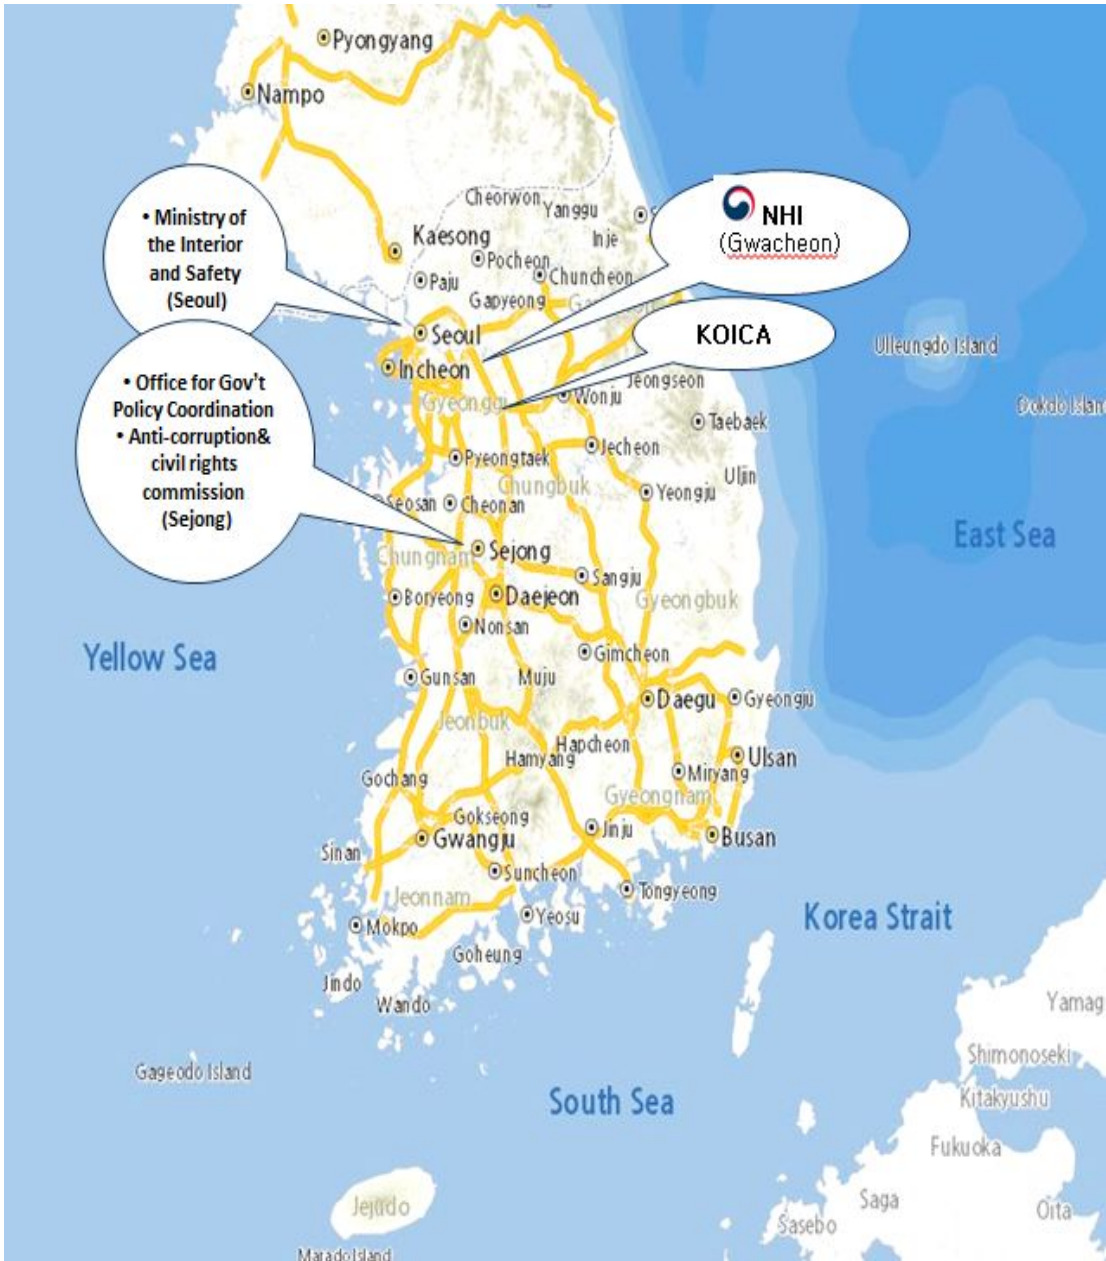 Pyongyang
Nampo
Cheorwon
Yanggu
Inje
Kaesong
Pocheon
Paju
Chuncheon
Gapyeong
• Ministry of
the Interior
and Safety
(Seoul)
NHI
(Gwacheon)
KOICA
Seoul
Incheon
Gyeonggi
Wonju
Jeongseon
Ulleungdo Island
Dokdo Islan
Taebaek
Jecheon
Uljin
• Office for Gov't
Policy Coordination
• Anti-corruption&
civil rights
commission
(Sejong)
Pyeongtaek
Chungbuk
Yeongju
Seosan
Cheonan
East Sea
Chungnam
Sejong
Sangju
Boryeong
Daejeon
Gyeongbuk
Nonsan
Yellow Sea
Gimcheon
Gunsan
Muju
Daegu
Gyeongju
Jeonbuk
Hapcheon
Hamyang
Ulsan
Miryang
Gochang
Gyeongnam
Gokseong
Gwangju
Jinju
Busan
Sinan
Suncheon
Tongyeong
Jeonnam
Mokpo
Yeosu
Korea Strait
Goheung
Jindo
Wando
Yamag
Shimonoseki
Gageodo Island
South Sea
Kitakyushu
Fukuoka
Jejudo
Saga
Oita
Sasebo
Marado Island